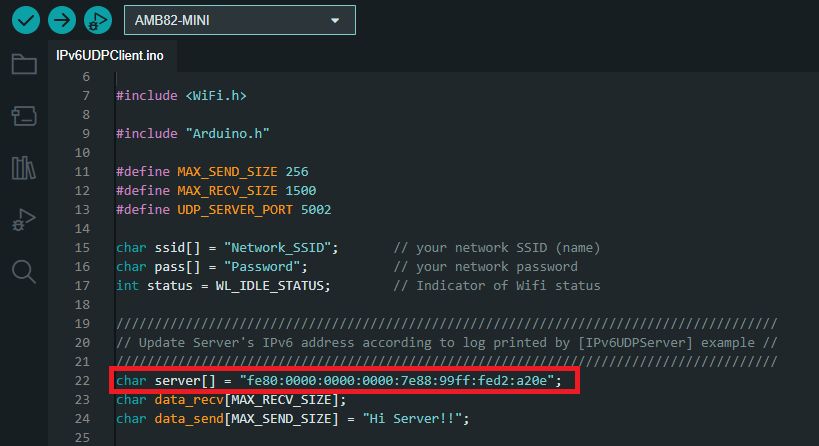 AMB82-MINI
IPv6UDPClient.ino
6
7 #include <WiFi.h>
8
9 #include "Arduino.h"
10
11 #define MAX_SEND_SIZE 256
12 #define MAX_RECV_SIZE 1500
13 #define UDP_SERVER_PORT 5002
14
15 char ssid[] = "Network_SSID";       // your network SSID (name)
16 char pass[] = "Password";           // your network password
17 int status = WL_IDLE_STATUS;        // Indicator of Wifi status
18
19 //////////////////////////////////////////////////////////////////////////////////////
20 // Update Server's IPv6 address according to log printed by [IPv6UDPServer] example //
21 //////////////////////////////////////////////////////////////////////////////////////
22 char server[] = "fe80:0000:0000:0000:7e88:99ff:fed2:a20e";
23 char data_recv[MAX_RECV_SIZE];
24 char data_send[MAX_SEND_SIZE] = "Hi Server!!";
25